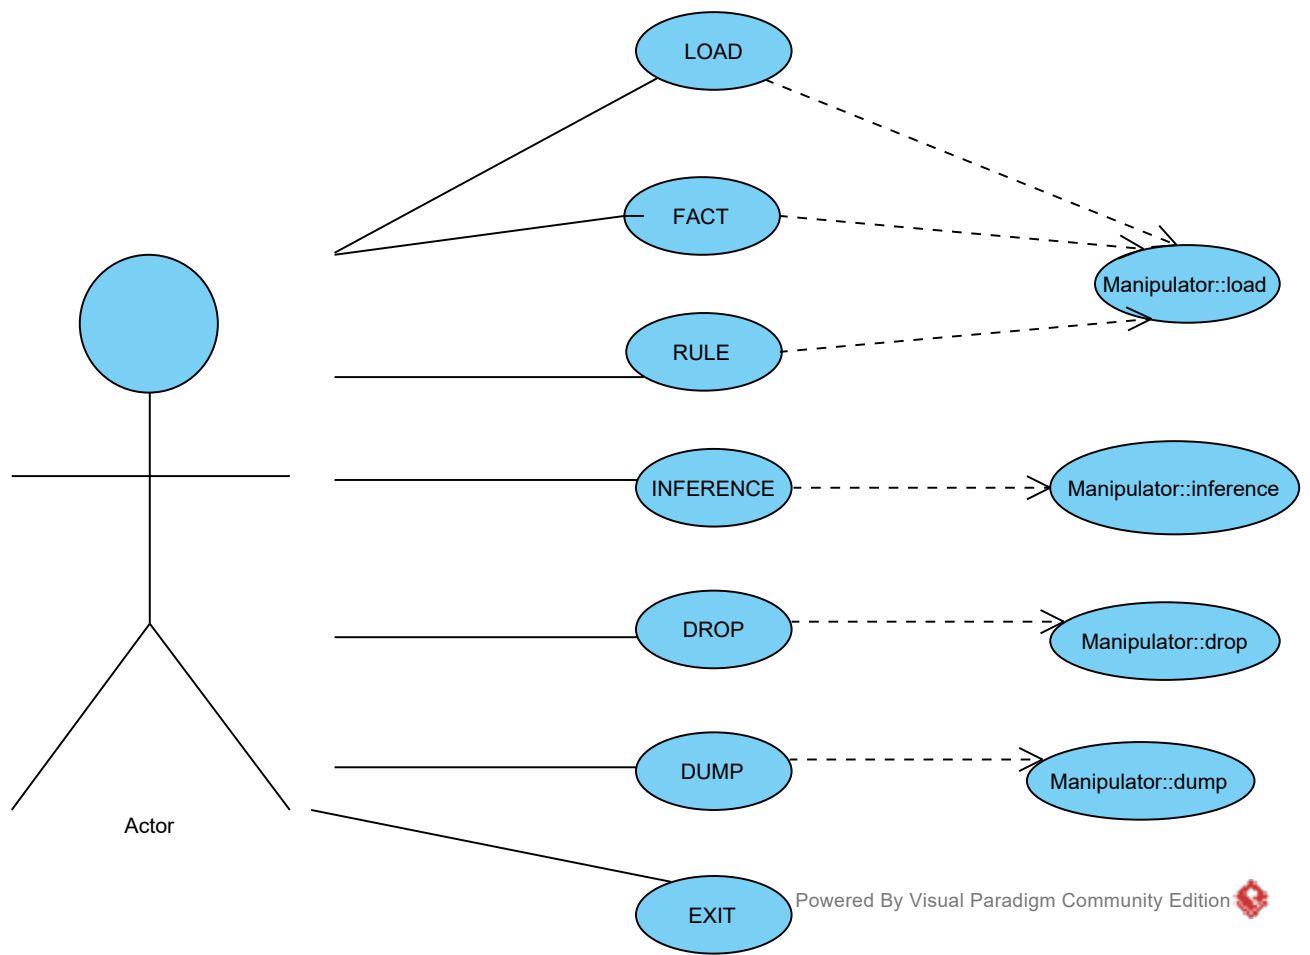 LOAD
FACT
Manipulator::load
RULE
INFERENCE
Manipulator::inference
DROP
Manipulator::drop
DUMP
Manipulator::dump
Actor
EXIT
Powered By Visual Paradigm Community Edition